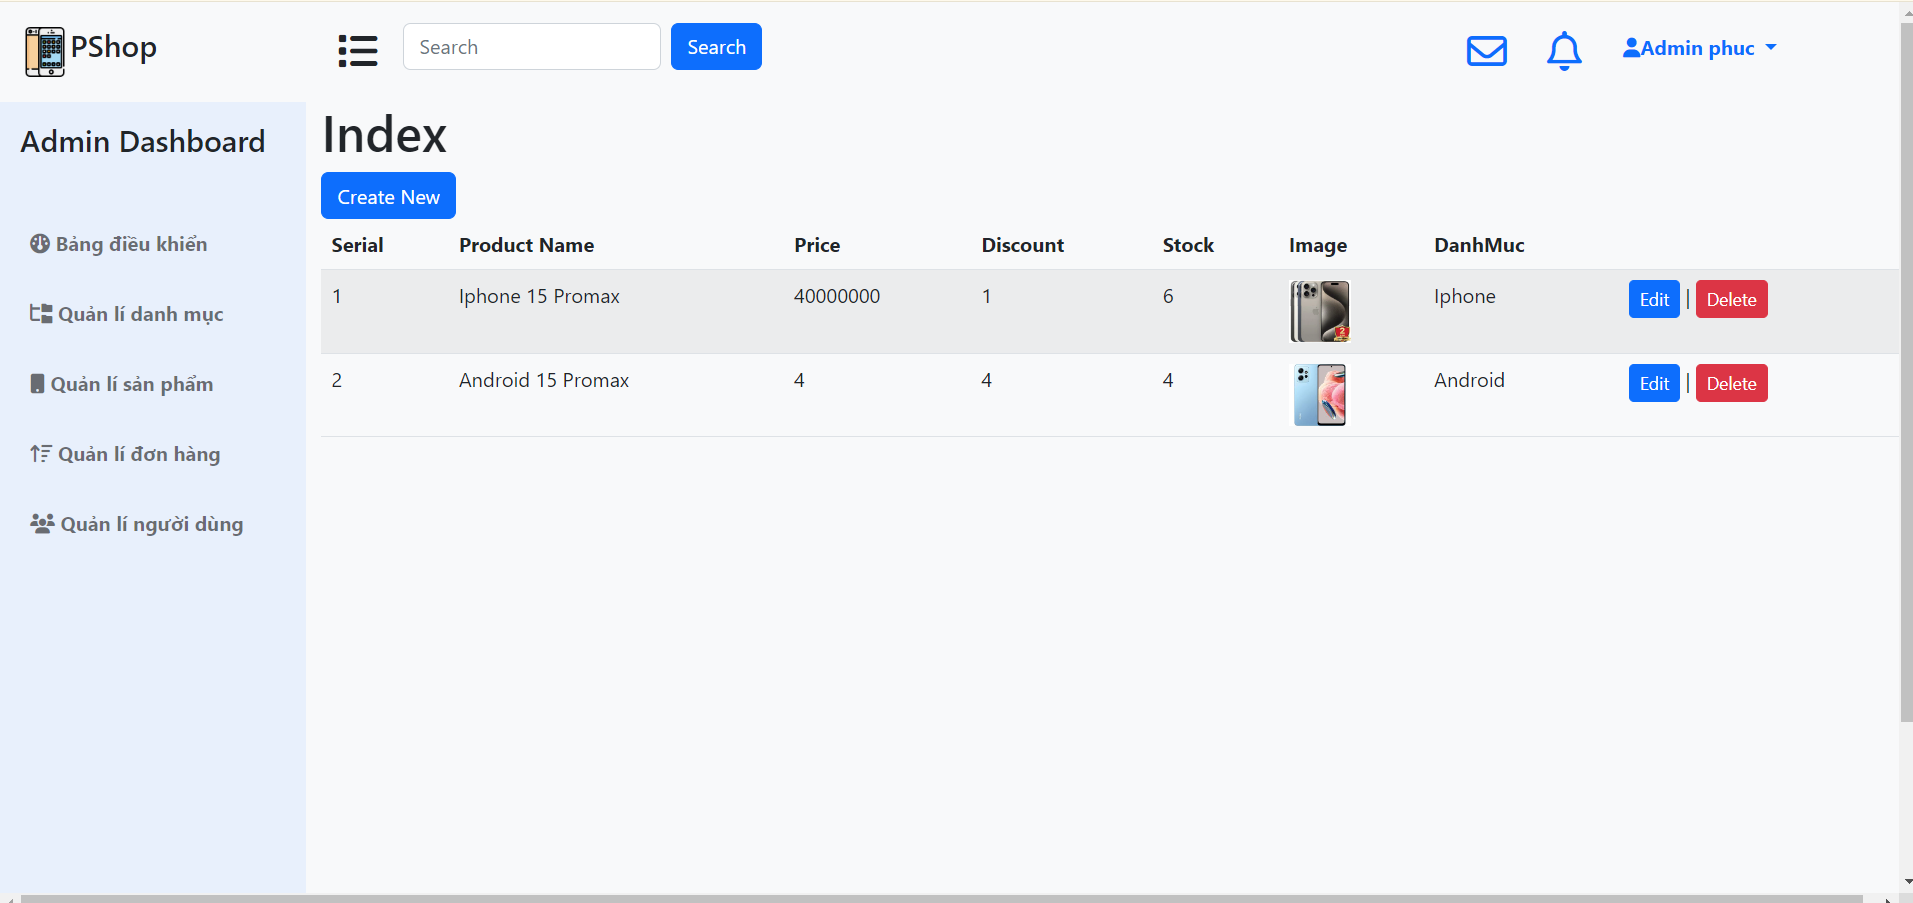 PShop
Search
Search
Admin phuc
Admin Dashboard
Bảng điều khiển
Quản lí danh mục
Quản lí sản phẩm
Quản lí đơn hàng
Quản lí người dùng
Index
Create New
Serial Product Name Price Discount Stock Image DanhMuc
1 Iphone 15 Promax 40000000 1 6 Iphone Edit | Delete
2 Android 15 Promax 4 4 4 Android Edit | Delete